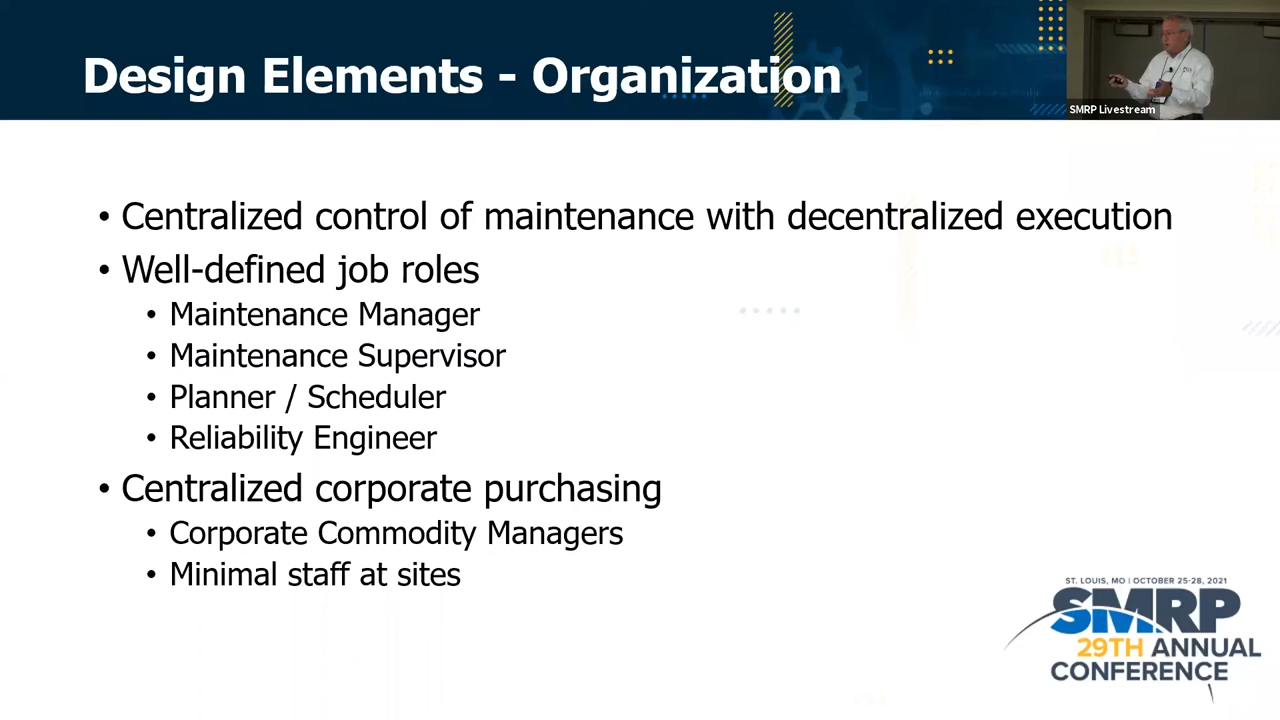 Design Elements - Organization
SMRP Livestream
• Centralized control of maintenance with decentralized execution
• Well-defined job roles
• Maintenance Manager
• Maintenance Supervisor
• Planner / Scheduler
• Reliability Engineer
• Centralized corporate purchasing
• Corporate Commodity Managers
• Minimal staff at sites
ST. LOUIS, MO | OCTOBER 25-28, 2021
SMRP
29TH ANNUAL
CONFERENCE